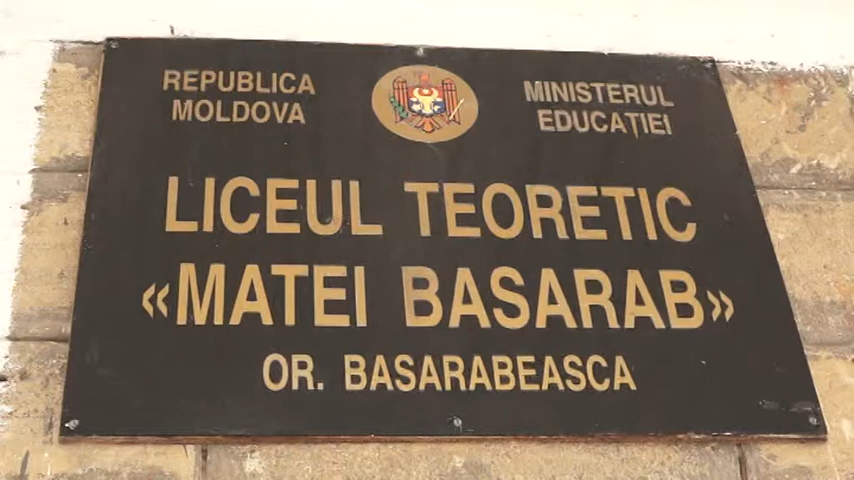 REPUBLICA
MOLDOVA
MINISTERUL
EDUCAȚIEI
LICEUL TEORETIC
«MATEI BASARAB»
OR. BASARABEASCA